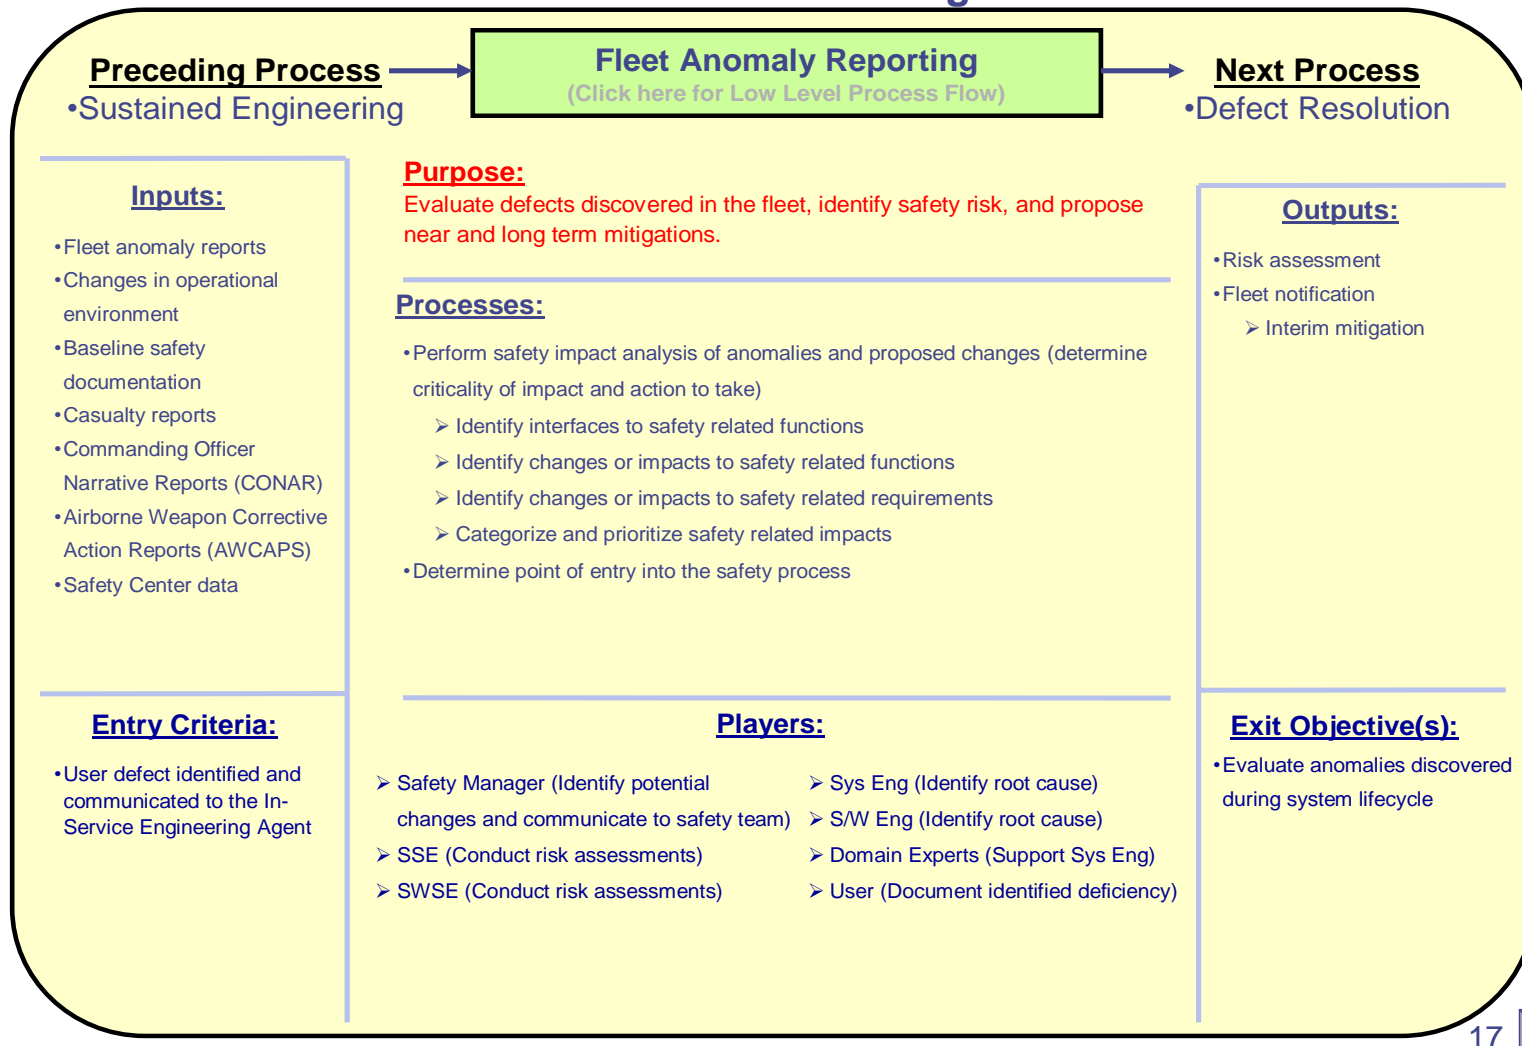 Preceding Process
•Sustained Engineering
Fleet Anomaly Reporting
(Click here for Low Level Process Flow)
Next Process
•Defect Resolution
Inputs:
•Fleet anomaly reports
•Changes in operational
environment
•Baseline safety
documentation
•Casualty reports
•Commanding Officer
Narrative Reports (CONAR)
•Airborne Weapon Corrective
Action Reports (AWCAPS)
•Safety Center data
Purpose:
Evaluate defects discovered in the fleet, identify safety risk, and propose
near and long term mitigations.
Processes:
•Perform safety impact analysis of anomalies and proposed changes (determine
criticality of impact and action to take)
➢ Identify interfaces to safety related functions
➢ Identify changes or impacts to safety related functions
➢ Identify changes or impacts to safety related requirements
➢ Categorize and prioritize safety related impacts
•Determine point of entry into the safety process
Outputs:
•Risk assessment
•Fleet notification
➢ Interim mitigation
Entry Criteria:
•User defect identified and
communicated to the In-
Service Engineering Agent
Players:
➢ Safety Manager (Identify potential
changes and communicate to safety team)
➢ SSE (Conduct risk assessments)
➢ SWSE (Conduct risk assessments)
➢ Sys Eng (Identify root cause)
➢ S/W Eng (Identify root cause)
➢ Domain Experts (Support Sys Eng)
➢ User (Document identified deficiency)
Exit Objective(s):
•Evaluate anomalies discovered
during system lifecycle
17